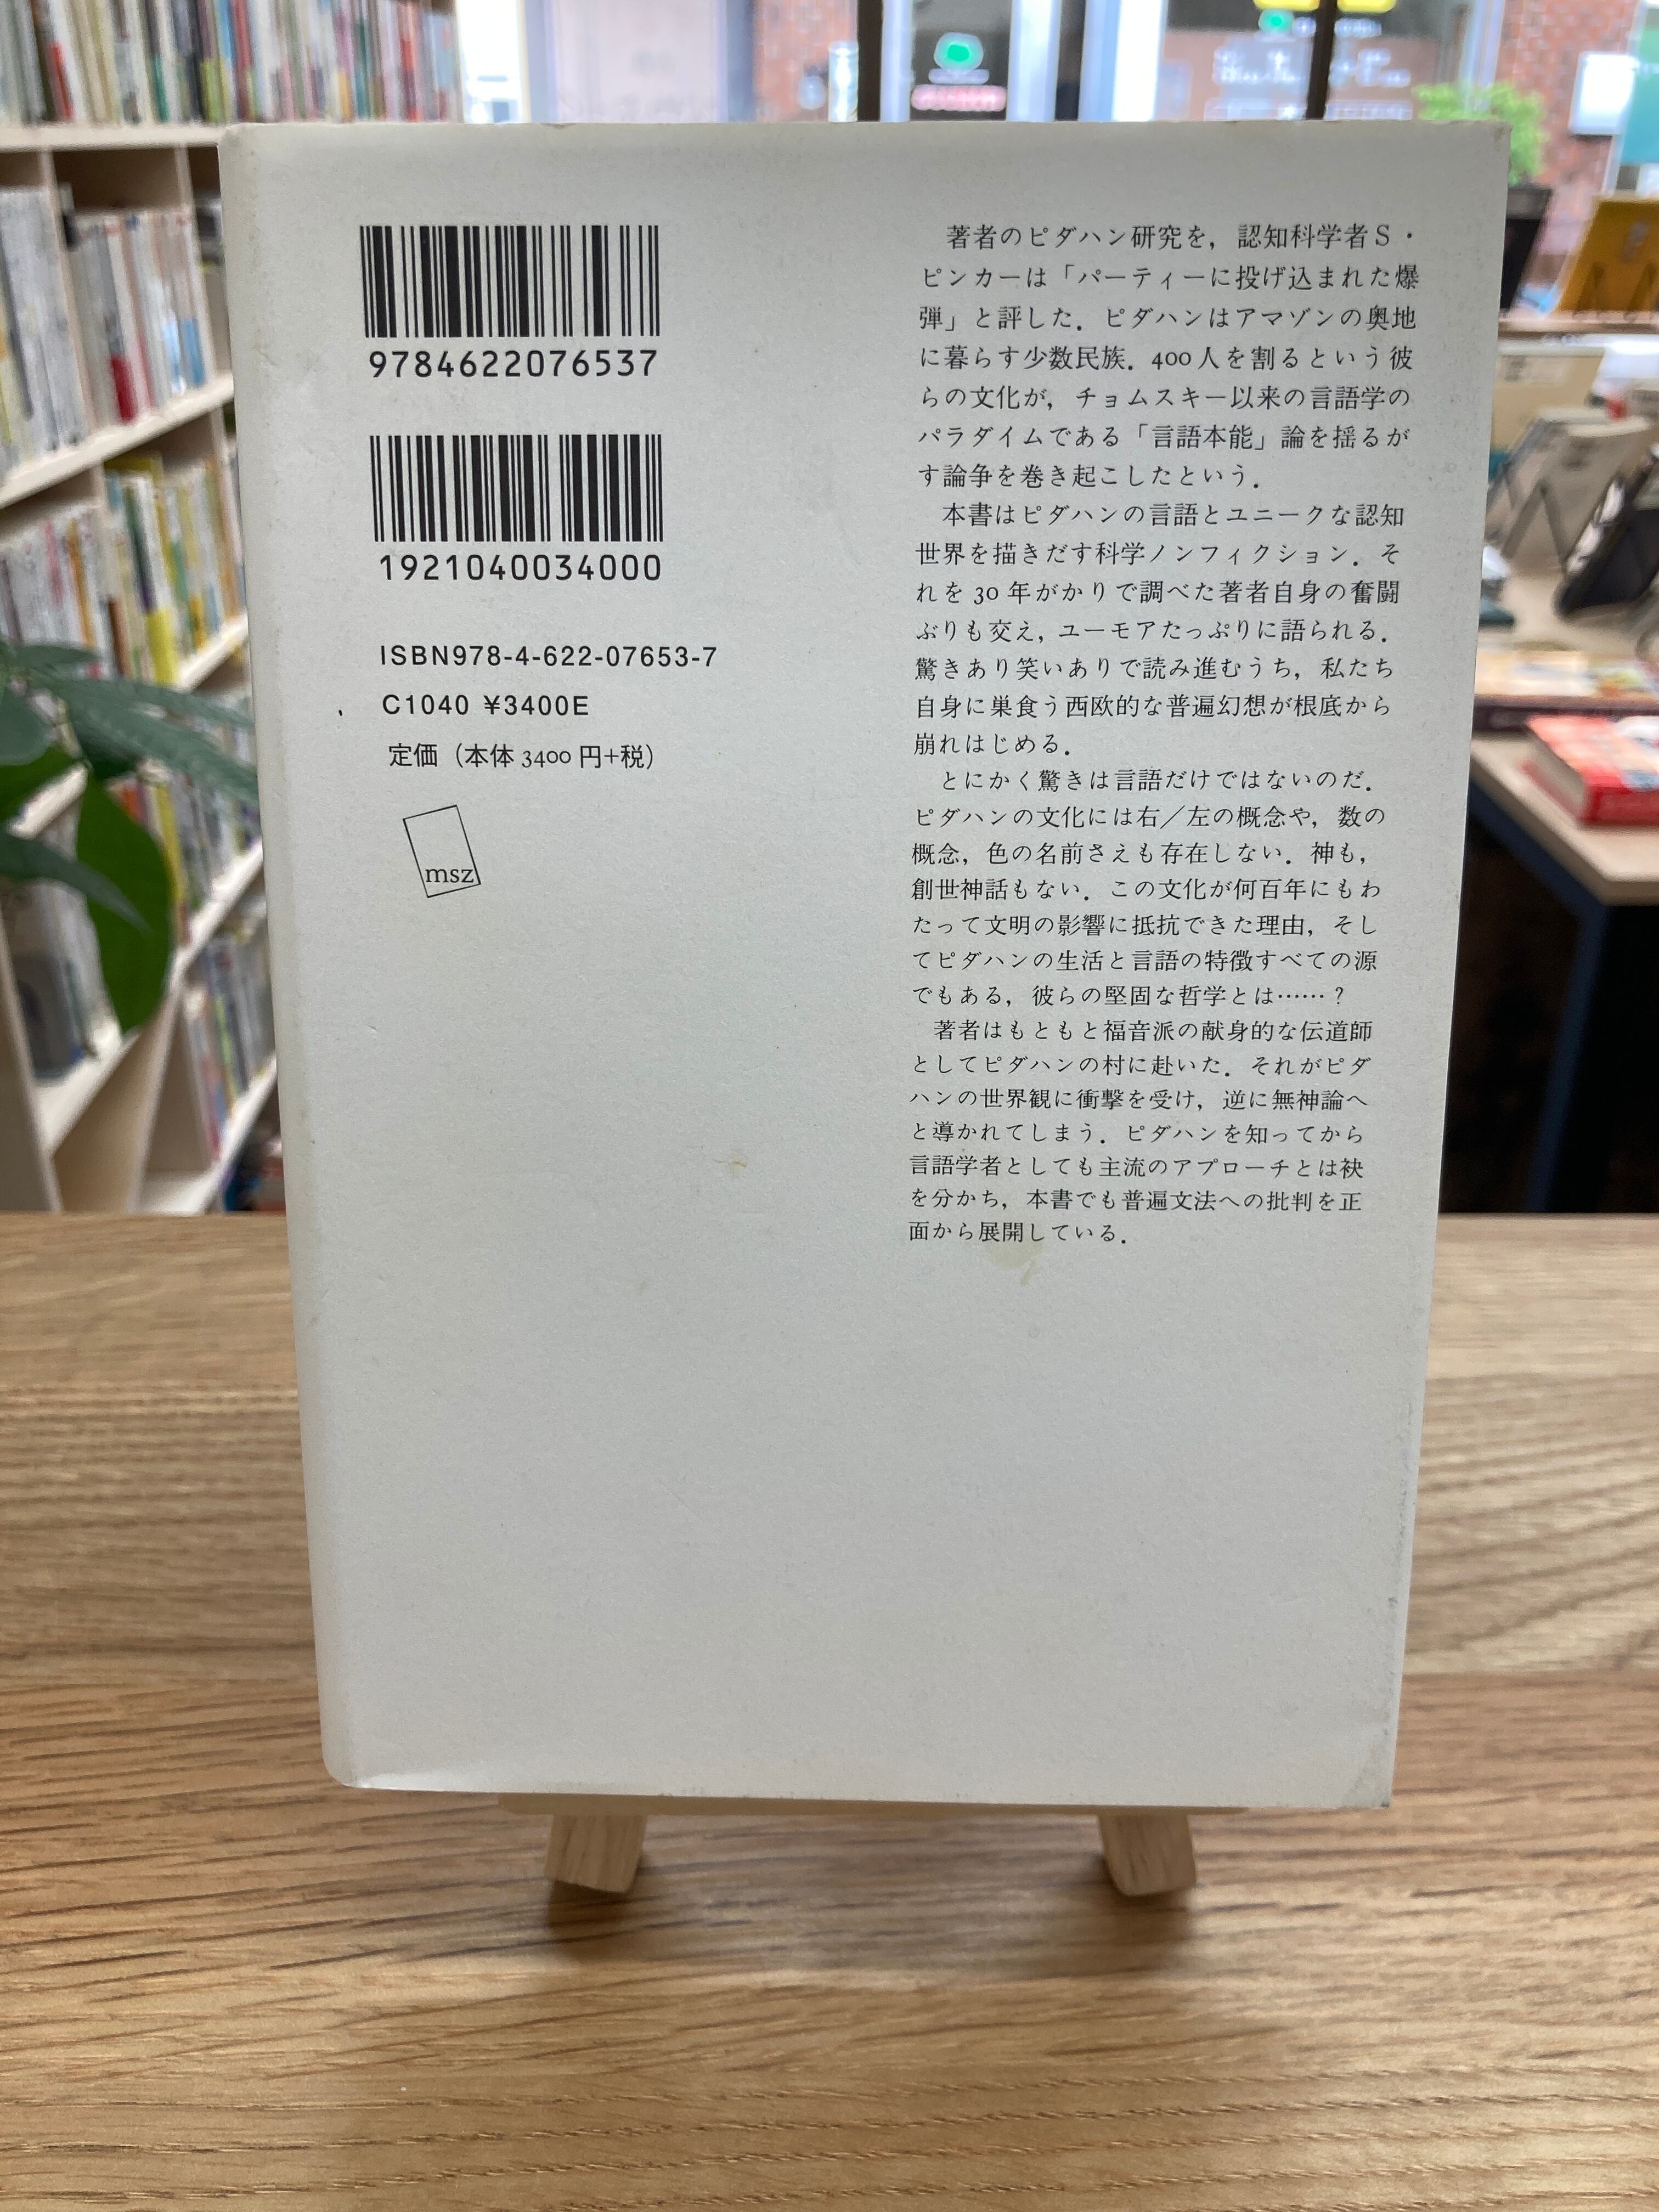 9784622076537
1921040034000
ISBN978-4-622-07653-7
C1040 ¥3400E
定価（本体 3400 円+税）
msz
著者のピダハン研究を，認知科学者Ｓ・
ピンカーは「パーティーに投げ込まれた爆
弾」と評した．ピダハンはアマゾンの奥地
に暮らす少数民族．400 人を割るという彼
らの文化が，チョムスキー以来の言語学の
パラダイムである「言語本能」論を揺るが
す論争を巻き起こしたという．
本書はピダハンの言語とユニークな認知
世界を描きだす科学ノンフィクション．そ
れを 30 年がかりで調べた著者自身の奮闘
ぶりも交え，ユーモアたっぷりに語られる．
驚きあり笑いありで読み進むうち，私たち
自身に巣食う西欧的な普遍幻想が根底から
崩れはじめる．
とにかく驚きは言語だけではないのだ．
ピダハンの文化には右／左の概念や，数の
概念，色の名前さえも存在しない．神も，
創世神話もない．この文化が何百年にもわ
たって文明の影響に抵抗できた理由，そし
てピダハンの生活と言語の特徴すべての源
でもある，彼らの堅固な哲学とは……？
著者はもともと福音派の献身的な伝道師
としてピダハンの村に赴いた．それがピダ
ハンの世界観に衝撃を受け，逆に無神論へ
と導かれてしまう．ピダハンを知ってから
言語学者としても主流のアプローチとは袂
を分かち，本書でも普遍文法への批判を正
面から展開している．